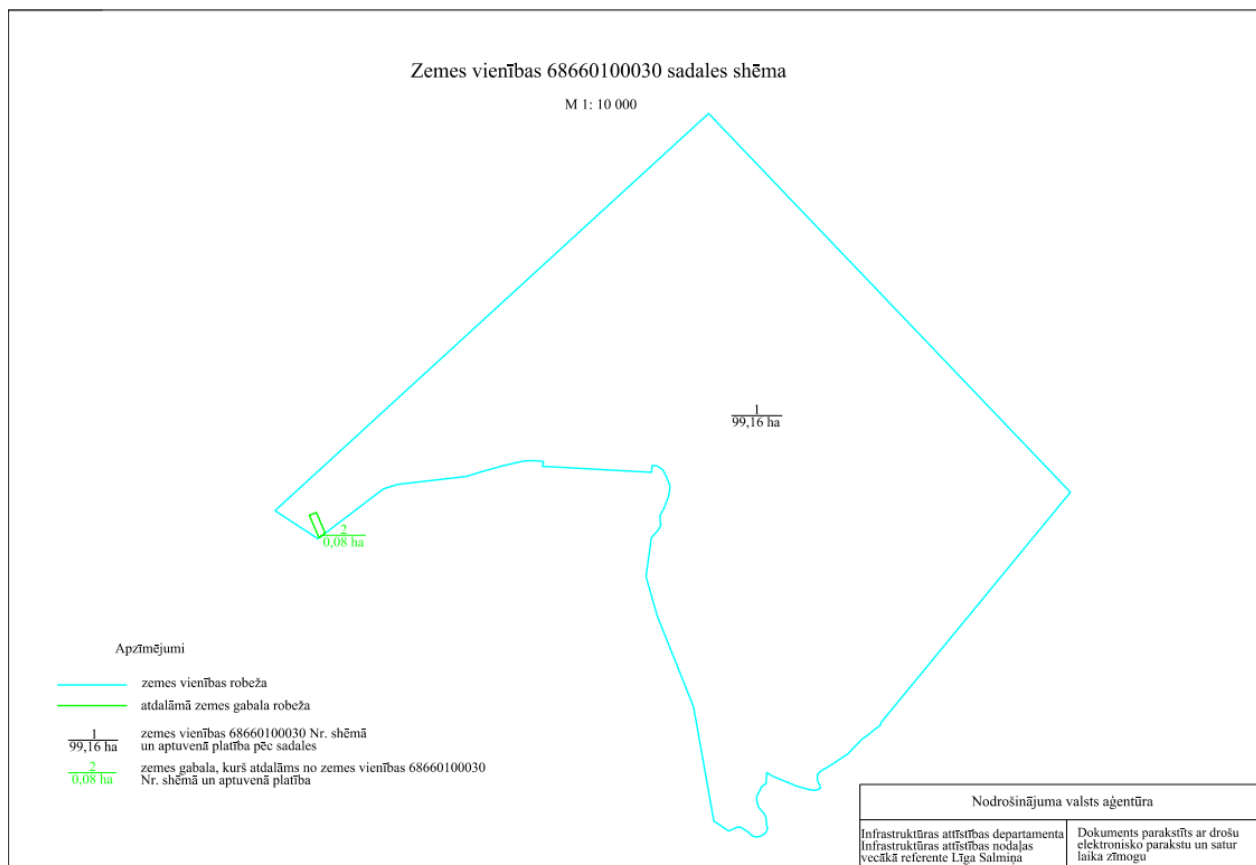 Zemes vienības 68660100030 sadales shēma
M 1: 10 000
1
99,16 ha
2
0,08 ha
Apzīmējumi
zemes vienības robeža
atdalāmā zemes gabala robeža
1
99,16 ha
zemes vienības 68660100030 Nr. shēmā
un aptuvenā platība pēc sadales
2
0,08 ha
zemes gabala, kurš atdalāms no zemes vienības 68660100030
Nr. shēmā un aptuvenā platība
Nodrošinājuma valsts aģentūra
Infrastruktūras attīstības departamenta
Infrastruktūras attīstības nodaļas
vecākā referente Līga Salmiņa
Dokuments parakstīts ar drošu
elektronisko parakstu un satur
laika zīmogu